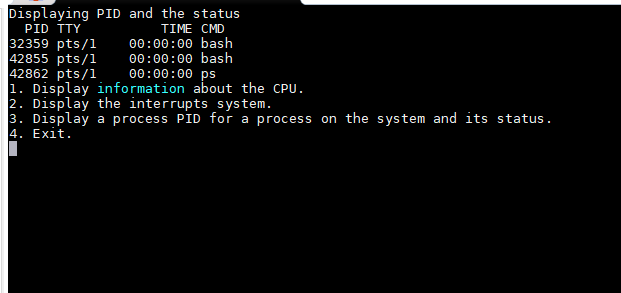 Displaying PID and the status
PID TTY TIME CMD
32359 pts/1 00:00:00 bash
42855 pts/1 00:00:00 bash
42862 pts/1 00:00:00 ps
1. Display information about the CPU.
2. Display the interrupts system.
3. Display a process PID for a process on the system and its status.
4. Exit.